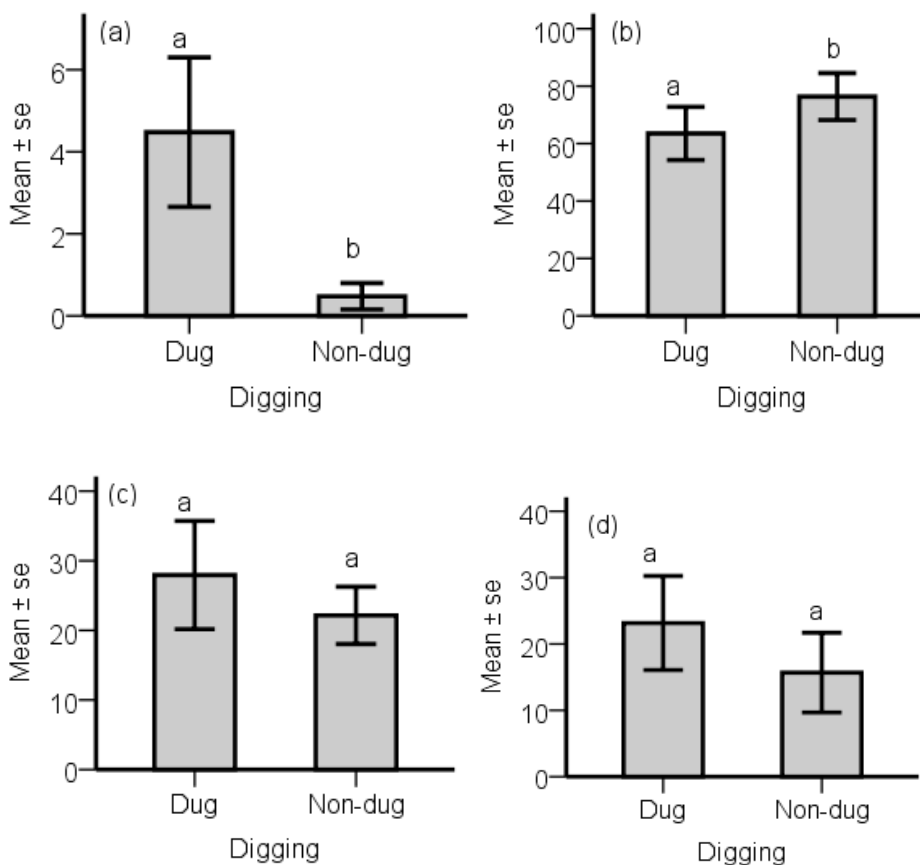 (a)
a
b
6
4
2
0
Mean ± se
Dug
Non-dug
Digging
(b)
a
b
100
80
60
40
20
0
Mean ± se
Dug
Non-dug
Digging
(c)
a
a
40
30
20
10
0
Mean ± se
Dug
Non-dug
Digging
(d)
a
a
40
30
20
10
0
Mean ± se
Dug
Non-dug
Digging